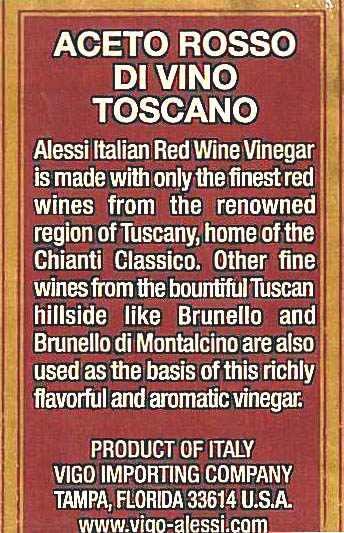 ACETO ROSSO
DI VINO
TOSCANO
Alessi Italian Red Wine Vinegar
is made with only the finest red
wines from the renowned
region of Tuscany, home of the
Chianti Classico. Other fine
wines from the bountiful Tuscan
hillside like Brunello and
Brunello di Montalcino are also
used as the basis of this richly
flavorful and aromatic vinegar.
PRODUCT OF ITALY
VIGO IMPORTING COMPANY
TAMPA, FLORIDA 33614 U.S.A.
www.vigo-alessi.com